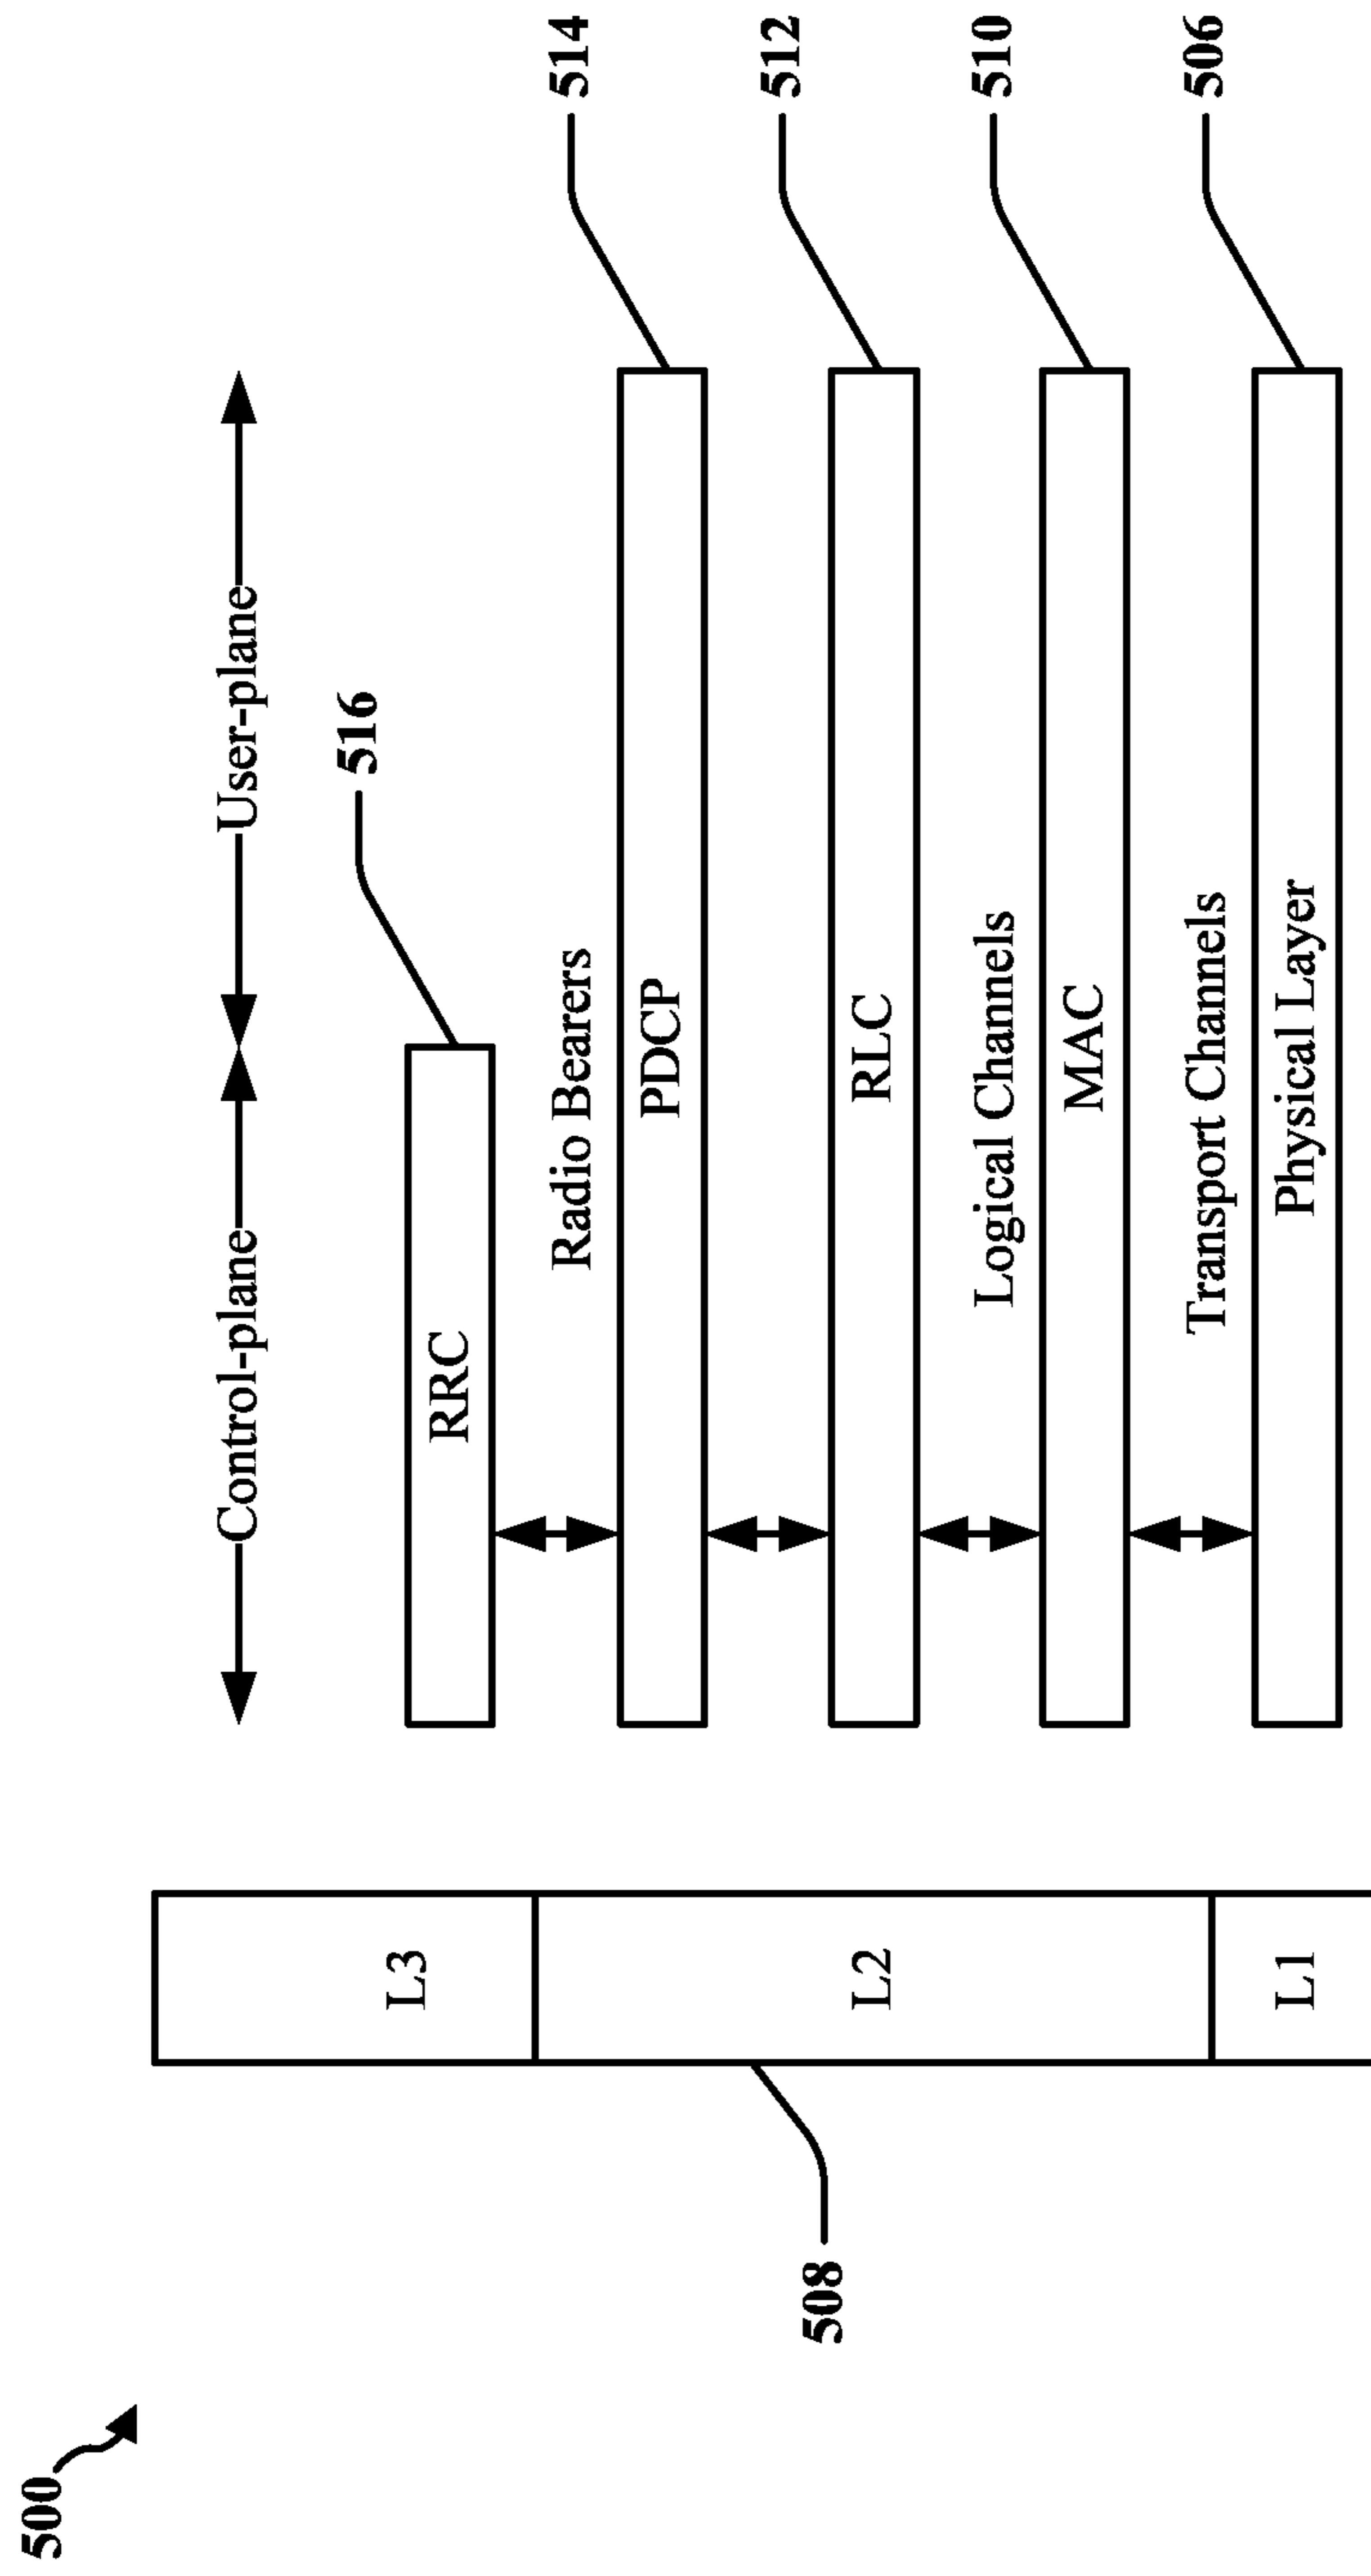 500
Control-plane
User-plane
516
L3
RRC
Radio Bearers
514
508
L2
PDCP
512
RLC
Logical Channels
510
MAC
Transport Channels
506
L1
Physical Layer